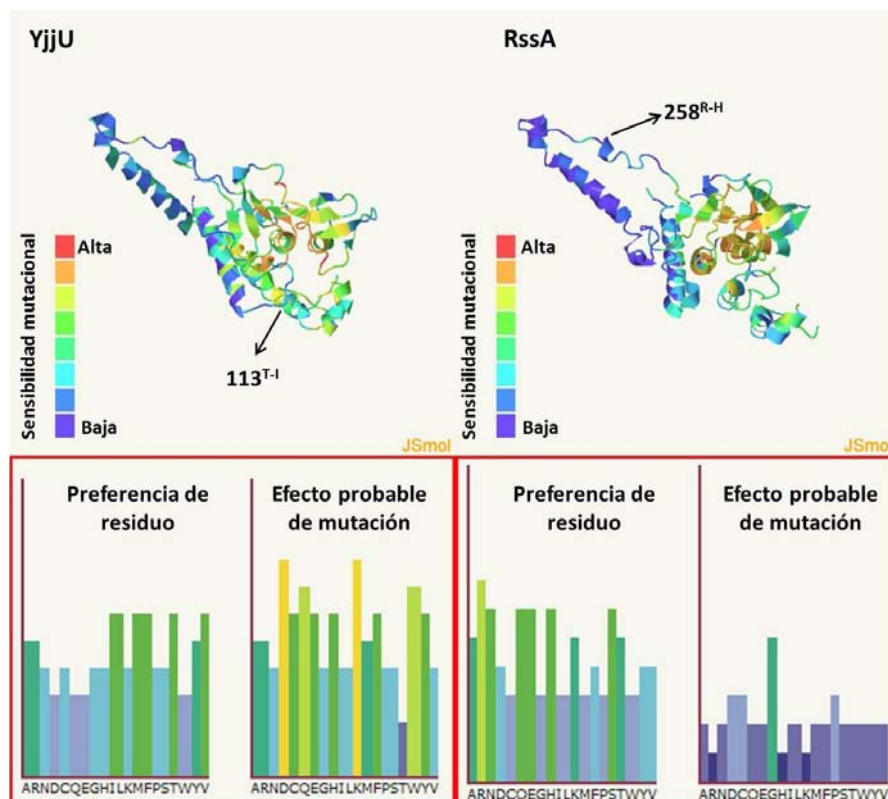 YjjU
RssA
258R-H
Sensibilidad mutacional
Alta
Baja
113T-I
JSmol
Sensibilidad mutacional
Alta
Baja
JSmol
Preferencia de
residuo
Efecto probable
de mutación
Preferencia de
residuo
Efecto probable
de mutación
ARNDCQEGHILKMFPSTWYV
ARNDCQEGHILKMFPSTWYV
ARNDCQEGHILKMFPSTWYV
ARNDCQEGHILKMFPSTWYV